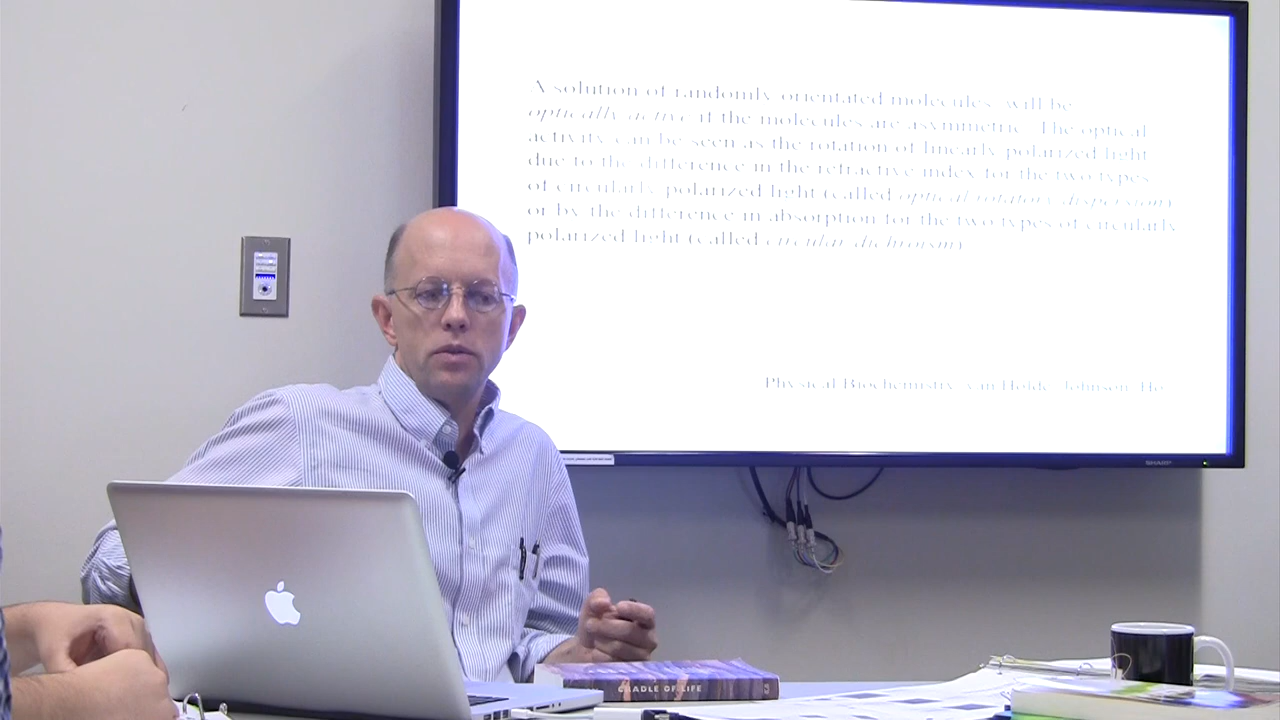 A solution of randomly orientated molecules will be
optically active if the molecules are asymmetric. The optical
activity can be seen as the rotation of linearly polarized light
due to the difference in the refractive index for the two types
of circularly polarized light (called optical rotatory dispersion)
or by the difference in absorption for the two types of circularly
polarized light (called circular dichroism)
Physical Biochemistry, van Holde, Johnson, Ho
SHARP
CRADLE OF LIFE